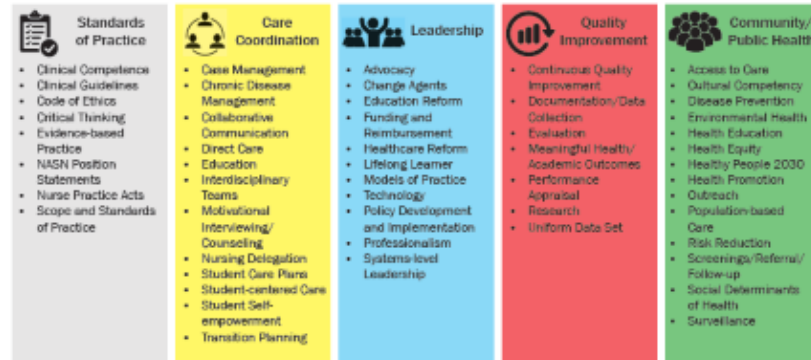 Standards
of Practice
• Clinical Competence
• Clinical Guidelines
• Code of Ethics
• Critical Thinking
• Evidence-based
Practice
• NASN Position
Statements
• Nurse Practice Acts
• Scope and Standards
of Practice
Care
Coordination
• Case Management
• Chronic Disease
Management
• Collaborative
Communication
• Direct Care
• Education
• Interdisciplinary
Teams
• Motivational
Interviewing/
Counseling
• Nursing Delegation
• Student Care Plans
• Student-centered Care
• Student Self-
empowerment
• Transition Planning
Leadership
• Advocacy
• Change Agents
• Education Reform
• Funding and
Reimbursement
• Healthcare Reform
• Lifelong Learner
• Models of Practice
• Technology
• Policy Development
and Implementation
• Professionalism
• Systems-level
Leadership
Quality
Improvement
• Continuous Quality
Improvement
• Documentation/Data
Collection
• Evaluation
• Meaningful Health/
Academic Outcomes
• Performance
Appraisal
• Research
• Uniform Data Set
Community/
Public Health
• Access to Care
• Cultural Competency
• Disease Prevention
• Environmental Health
• Health Education
• Health Equity
• Healthy People 2030
• Health Promotion
• Outreach
• Population-based
Care
• Risk Reduction
• Screenings/Referral/
Follow-up
• Social Determinants
of Health
• Surveillance